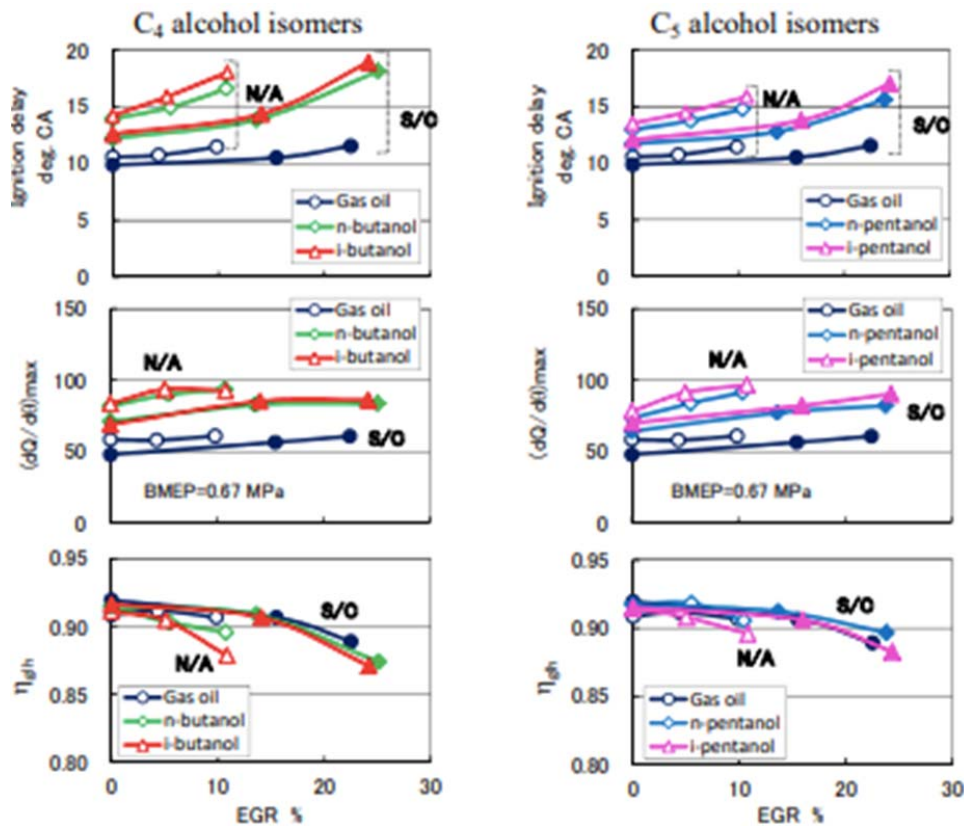 C4 alcohol isomers
20
15
10
5
0
Ignition delay
deg. CA
N/A
S/C
Gas oil
n-butanol
i-butanol
150
100
50
0
(dQ/dθ)max
Gas oil
n-butanol
i-butanol
N/A
S/C
BMEP=0.67 MPa
0.95
0.90
0.85
0.80
ηgh
S/C
N/A
Gas oil
n-butanol
i-butanol
0 10 20 30
EGR %
C5 alcohol isomers
20
15
10
5
0
Ignition delay
deg. CA
N/A
S/C
Gas oil
n-pentanol
i-pentanol
0 10 20 30
150
100
50
0
(dQ/dθ)max
Gas oil
n-pentanol
i-pentanol
N/A
S/C
BMEP=0.67 MPa
0.95
0.90
0.85
0.80
ηgh
S/C
N/A
Gas oil
n-pentanol
i-pentanol
0 10 20 30
EGR %